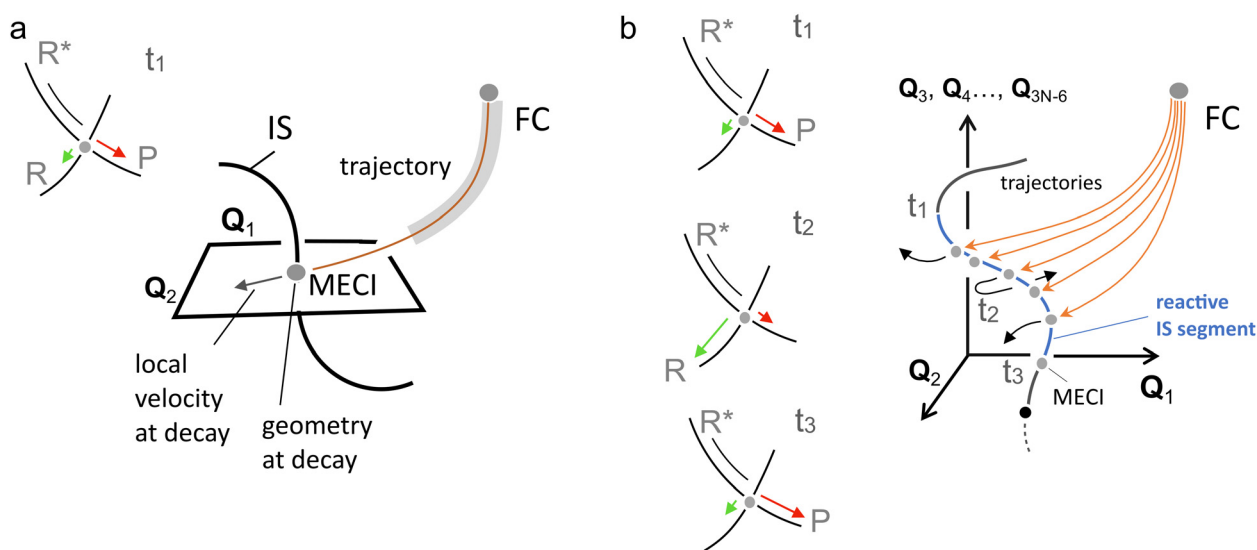 a
R*
t1
R
P
IS
FC
trajectory
Q1
Q2
MECI
local
velocity
at decay
geometry
at decay
b
R*
t1
P
R*
t2
R
R*
t3
P
Q3, Q4…, Q3N-6
FC
trajectories
t1
t2
reactive
IS segment
t3
Q2
MECI
Q1